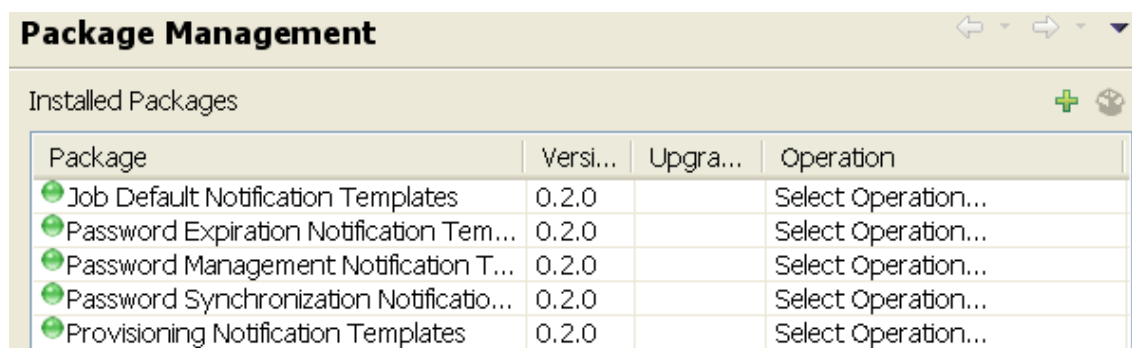 Package Management
Installed Packages
Package Versi... Upgra... Operation
Job Default Notification Templates 0.2.0 Select Operation...
Password Expiration Notification Tem... 0.2.0 Select Operation...
Password Management Notification T... 0.2.0 Select Operation...
Password Synchronization Notificatio... 0.2.0 Select Operation...
Provisioning Notification Templates 0.2.0 Select Operation...